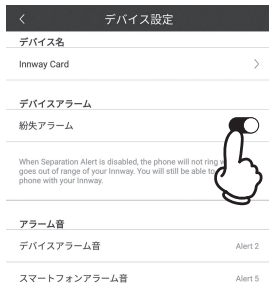 デバイス設定
デバイス名
Innway Card
デバイスアラーム
紛失アラーム
When Separation Alert is disabled, the phone will not ring
goes out of range of your Innway. You will still be able to
phone with your Innway.
アラーム音
デバイスアラーム音 Alert 2
スマートフォンアラーム音 Alert 5